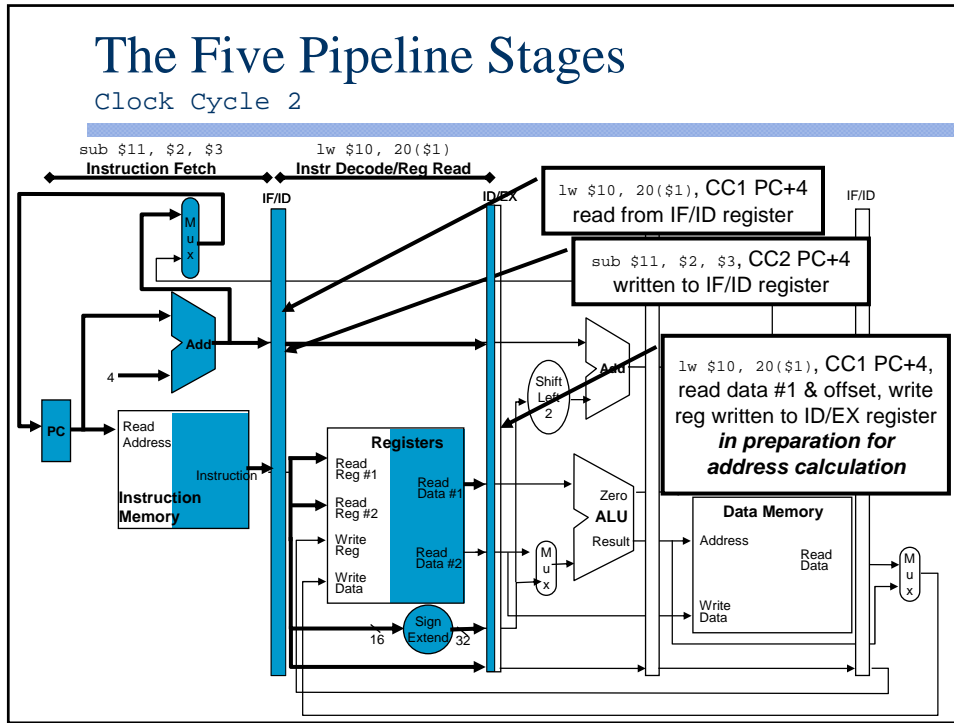 The Five Pipeline Stages
Clock Cycle 2
sub $11, $2, $3
Instruction Fetch
lw $10, 20($1)
Instr Decode/Reg Read
IF/ID
ID/EX
IF/ID
lw $10, 20($1), CC1 PC+4
read from IF/ID register
sub $11, $2, $3, CC2 PC+4
written to IF/ID register
lw $10, 20($1), CC1 PC+4,
read data #1 & offset, write
reg written to ID/EX register
in preparation for
address calculation
M
u
x
Add
4
PC
Read
Address
Instruction
Instruction
Memory
Registers
Read
Reg #1
Read
Reg #2
Write
Reg
Write
Data
Read
Data #1
Read
Data #2
16
Sign
Extend
32
Shift
Left
2
Add
Zero
ALU
Result
M
u
x
Data Memory
Address
Read
Data
Write
Data
M
u
x